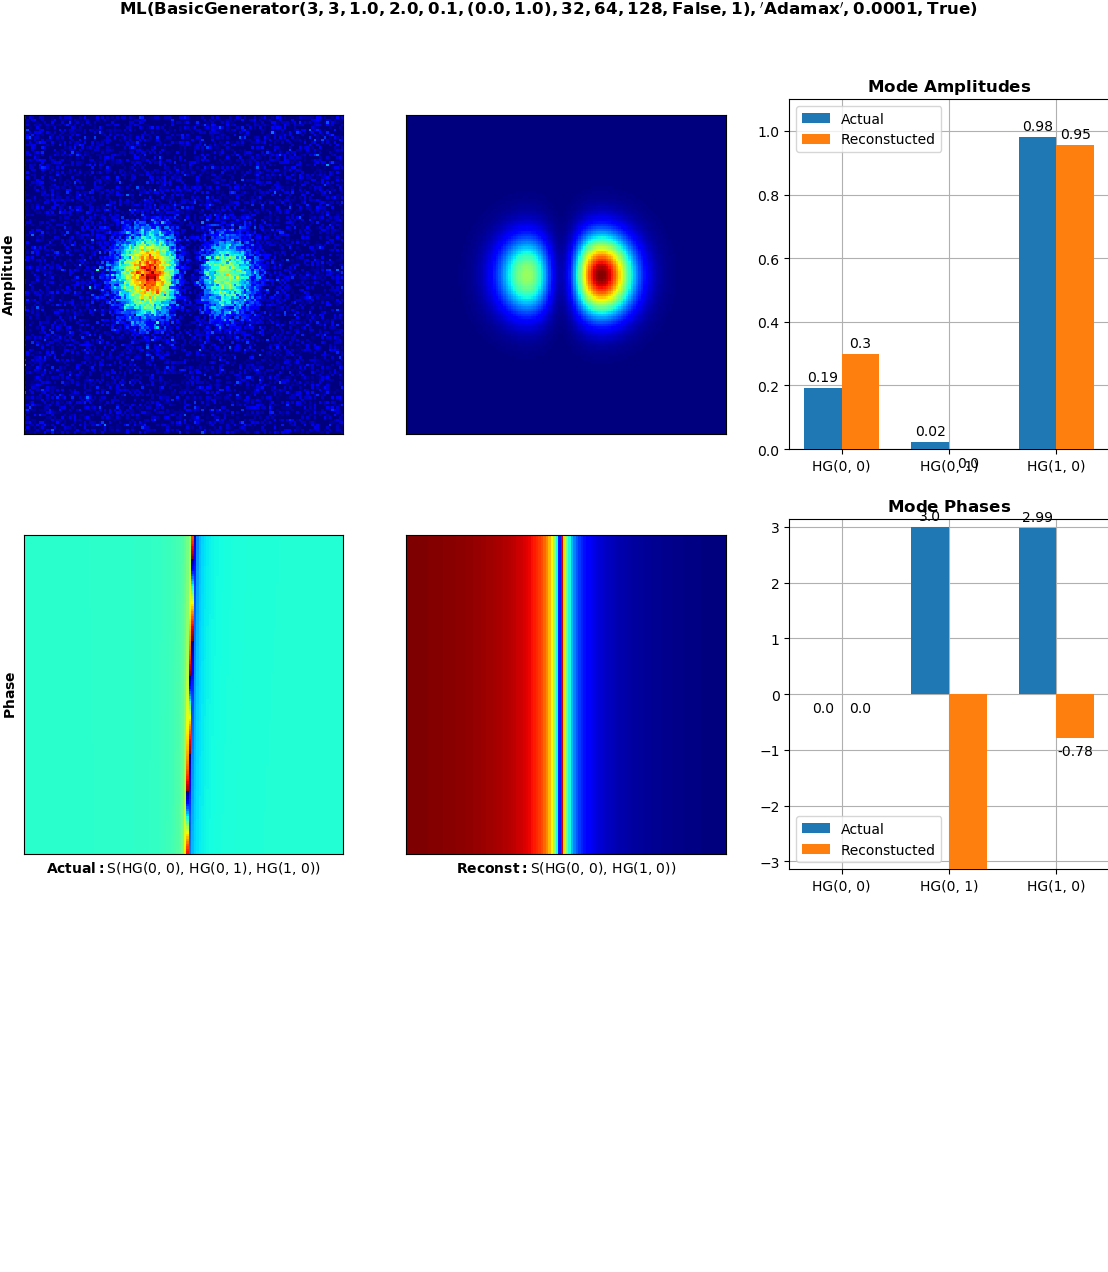 ML(BasicGenerator(3, 3, 1.0, 2.0, 0.1, (0.0, 1.0), 32, 64, 128, False, 1), 'Adamax', 0.0001, True)
Amplitude
Mode Amplitudes
Actual
Reconstucted
1.0
0.8
0.6
0.4
0.2
0.0
0.19
0.3
0.02
0.0
0.98
0.95
HG(0, 0)
HG(0, 1)
HG(1, 0)
Phase
Actual: S(HG(0, 0), HG(0, 1), HG(1, 0))
Reconst: S(HG(0, 0), HG(1, 0))
Mode Phases
3
2
1
0
−1
−2
−3
0.0
0.0
3.0
2.99
-0.78
Actual
Reconstucted
HG(0, 0)
HG(0, 1)
HG(1, 0)